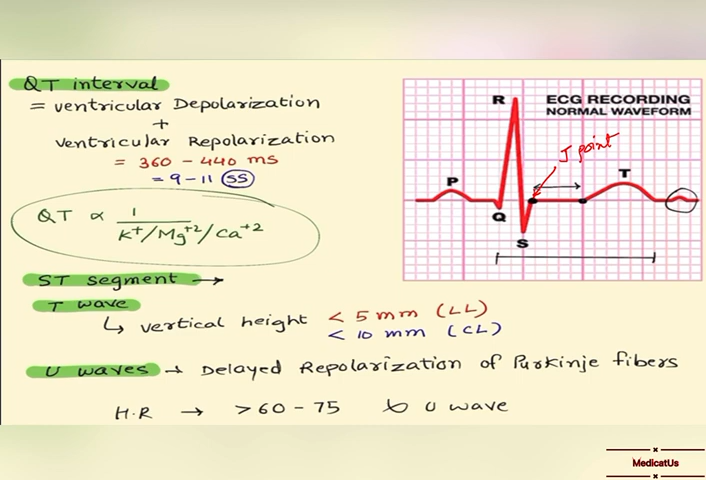 QT interval
= ventricular Depolarization
+
ventricular Repolarization
= 360 - 440 ms
= 9 - 11 SS
QT ∝ 1 / K⁺/Mg⁺²/Ca⁺²
ST segment →
T wave
↳ vertical height < 5 mm (LL)
< 10 mm (CL)
U waves → Delayed Repolarization of Purkinje fibers
H.R → > 60 - 75 U wave
R
ECG RECORDING
NORMAL WAVEFORM
J point
P
T
Q
S
MedicatUs